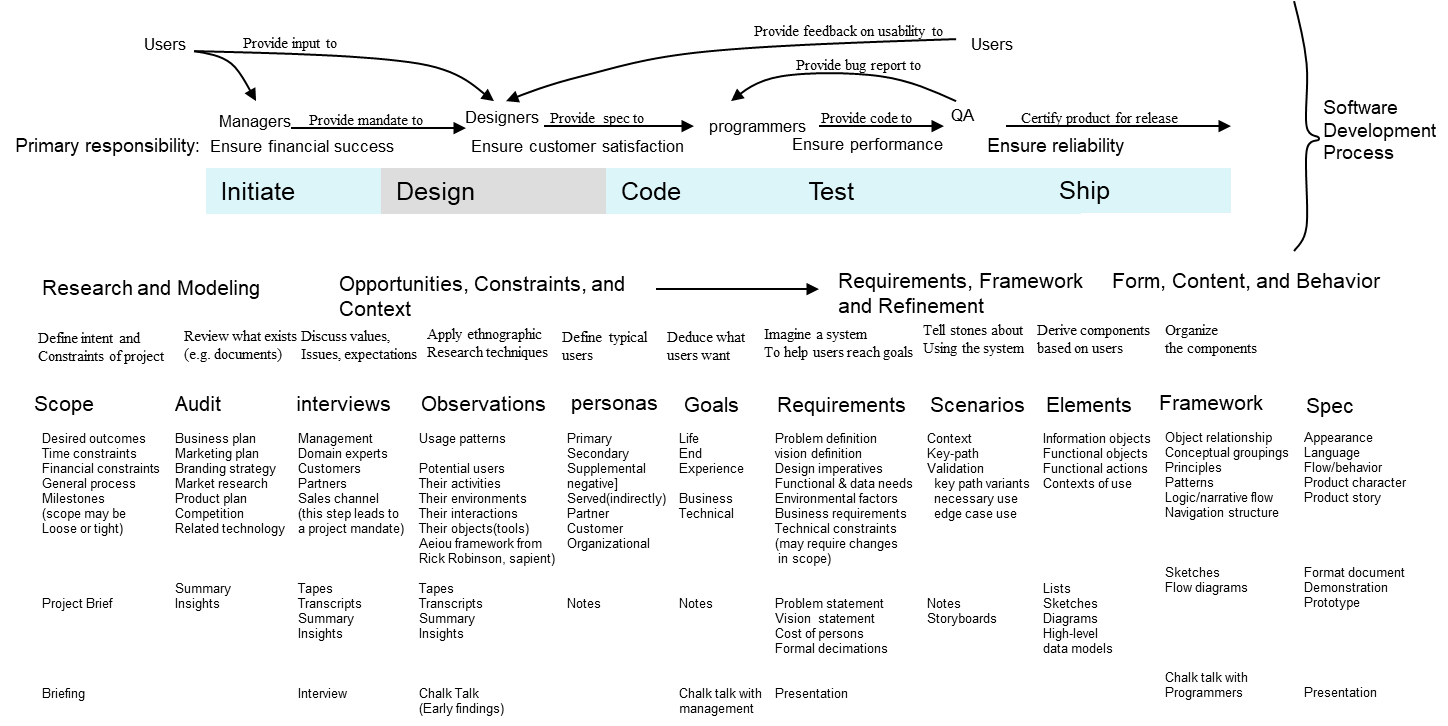 Users
Provide input to
Provide feedback on usability to
Users
Provide bug report to
Managers
Provide mandate to
Designers
Provide spec to
programmers
Provide code to
QA
Certify product for release
Primary responsibility:
Ensure financial success
Ensure customer satisfaction
Ensure performance
Ensure reliability
Software
Development
Process
Initiate
Design
Code
Test
Ship
Research and Modeling
Opportunities, Constraints, and
Context
Requirements, Framework
and Refinement
Form, Content, and Behavior
Define intent and
Constraints of project
Review what exists
(e.g. documents)
Discuss values,
Issues, expectations
Apply ethnographic
Research techniques
Define typical
users
Deduce what
users want
Imagine a system
To help users reach goals
Tell stones about
Using the system
Derive components
based on users
Organize
the components
Scope
Desired outcomes
Time constraints
Financial constraints
General process
Milestones
(scope may be
Loose or tight)
Project Brief
Briefing
Audit
Business plan
Marketing plan
Branding strategy
Market research
Product plan
Competition
Related technology
Summary
Insights
interviews
Management
Domain experts
Customers
Partners
Sales channel
(this step leads to
a project mandate)
Tapes
Transcripts
Summary
Insights
Interview
Observations
Usage patterns
Potential users
Their activities
Their environments
Their interactions
Their objects(tools)
Aeiou framework from
Rick Robinson, sapient)
Tapes
Transcripts
Summary
Insights
Chalk Talk
(Early findings)
personas
Primary
Secondary
Supplemental
negative]
Served(indirectly)
Partner
Customer
Organizational
Notes
Goals
Life
End
Experience
Business
Technical
Notes
Chalk talk with
management
Requirements
Problem definition
vision definition
Design imperatives
Functional & data needs
Environmental factors
Business requirements
Technical constraints
(may require changes
in scope)
Problem statement
Vision statement
Cost of persons
Formal decimations
Presentation
Scenarios
Context
Key-path
Validation
key path variants
necessary use
edge case use
Notes
Storyboards
Elements
Information objects
Functional objects
Functional actions
Contexts of use
Lists
Sketches
Diagrams
High-level
data models
Framework
Object relationship
Conceptual groupings
Principles
Patterns
Logic/narrative flow
Navigation structure
Sketches
Flow diagrams
Chalk talk with
Programmers
Spec
Appearance
Language
Flow/behavior
Product character
Product story
Format document
Demonstration
Prototype
Presentation